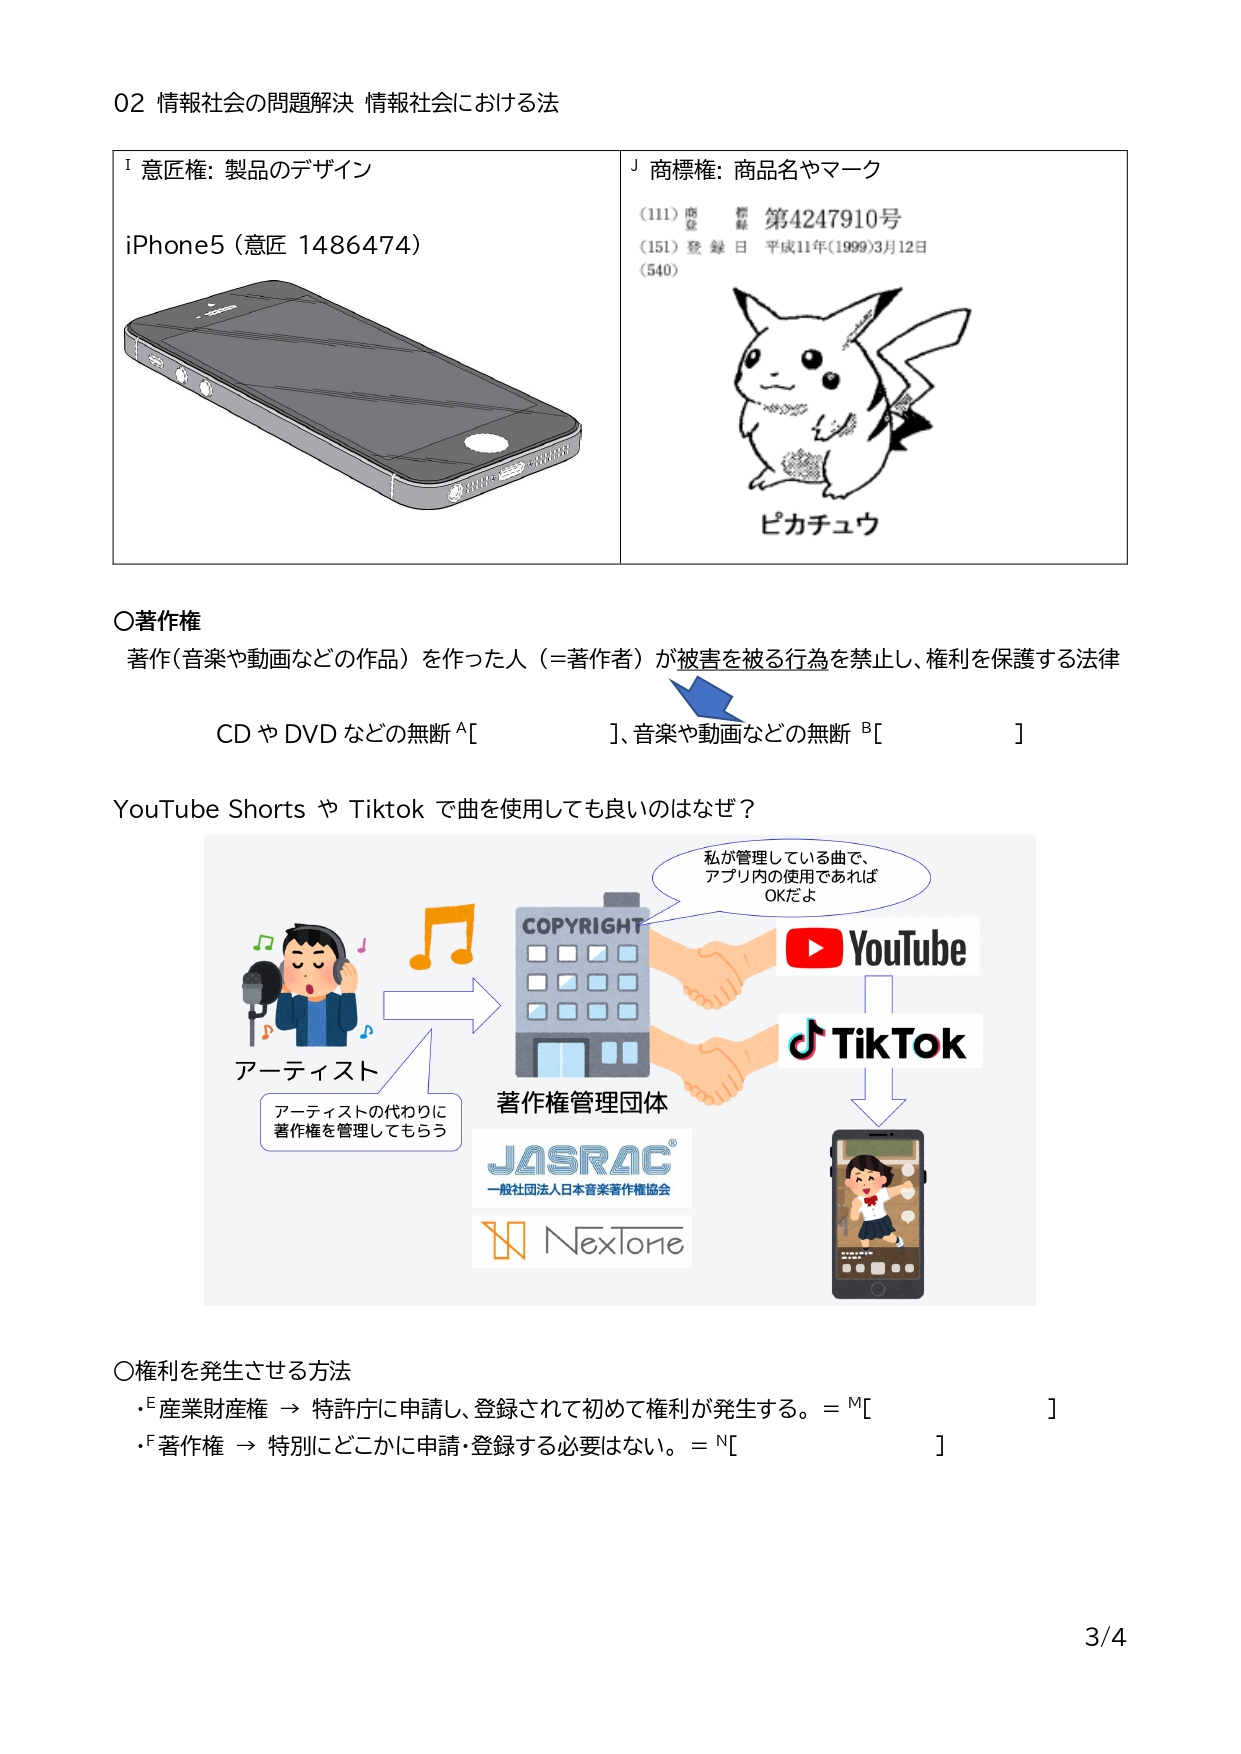 02 情報社会の問題解決 情報社会における法
I 意匠権: 製品のデザイン
iPhone5（意匠 1486474）
J 商標権: 商品名やマーク
（111）商標登録 第4247910号
（151）登録日 平成11年(1999)3月12日
（540）
ピカチュウ
〇著作権
著作（音楽や動画などの作品）を作った人（＝著作者）が被害を被る行為を禁止し、権利を保護する法律
CD や DVD などの無断 A[ ]、音楽や動画などの無断 B[ ]
YouTube Shorts や Tiktok で曲を使用しても良いのはなぜ？
私が管理している曲で、
アプリ内の使用であれば
OKだよ
COPYRIGHT
YouTube
TikTok
アーティスト
著作権管理団体
アーティストの代わりに
著作権を管理してもらう
JASRAC®
一般社団法人日本音楽著作権協会
NexTone
〇権利を発生させる方法
・E 産業財産権 → 特許庁に申請し、登録されて初めて権利が発生する。＝ M[ ]
・F 著作権 → 特別にどこかに申請・登録する必要はない。＝ N[ ]
3/4